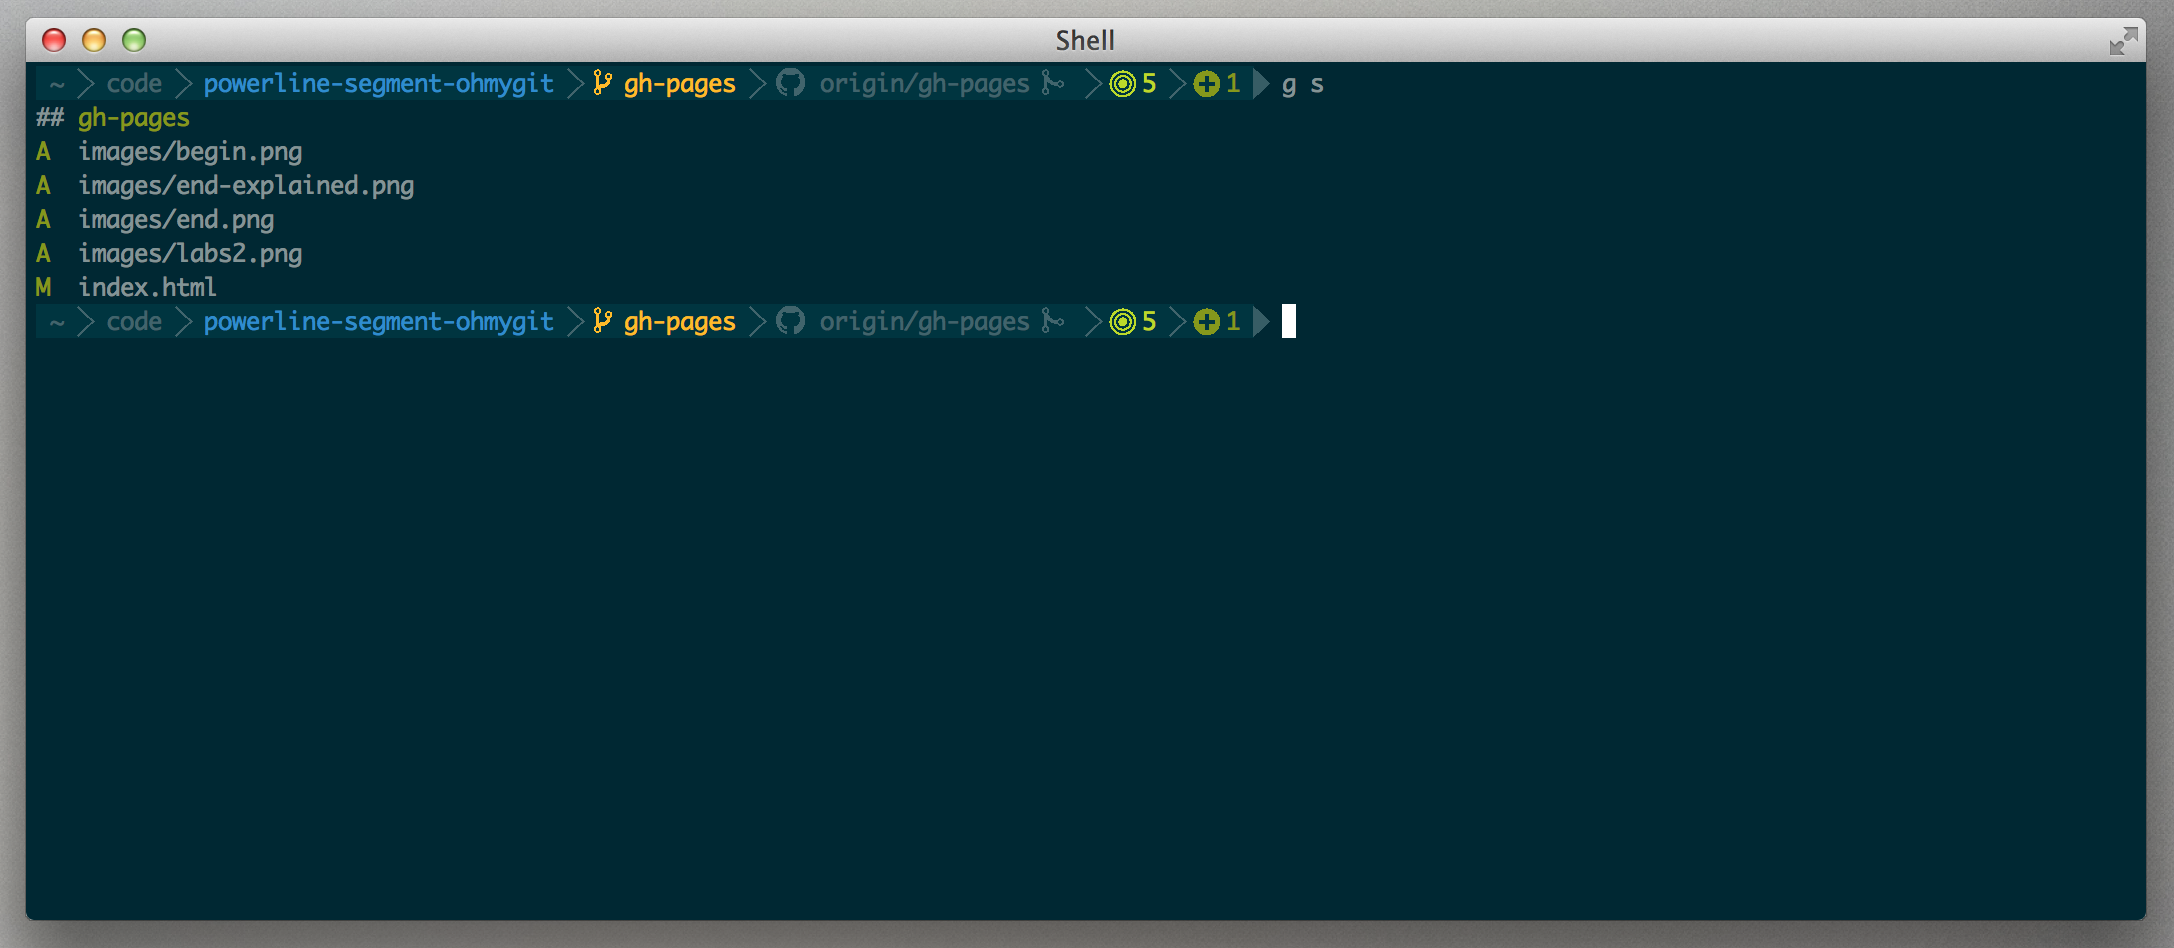 Shell
~ code powerline-segment-ohmygit gh-pages origin/gh-pages 5 1 g s
## gh-pages
A images/begin.png
A images/end-explained.png
A images/end.png
A images/labs2.png
M index.html
~ code powerline-segment-ohmygit gh-pages origin/gh-pages 5 1